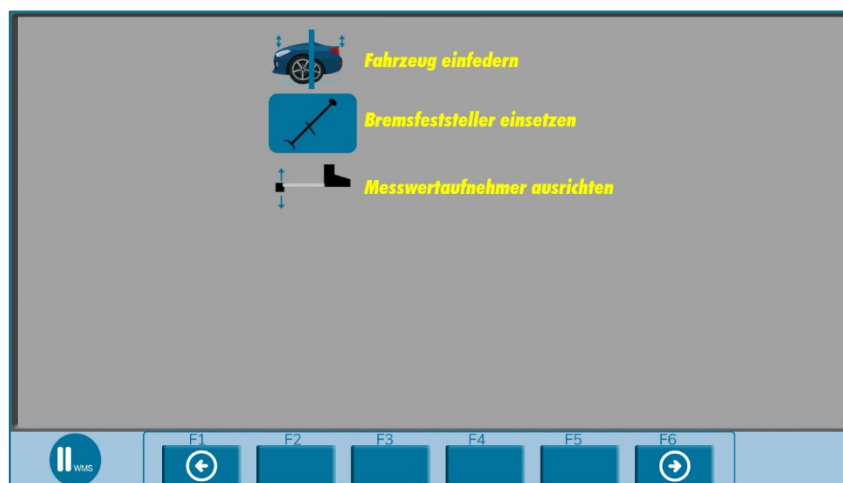 Fahrzeug einfedern
Bremsfeststeller einsetzen
Messwertaufnehmer ausrichten
F1 F2 F3 F4 F5 F6
WMS